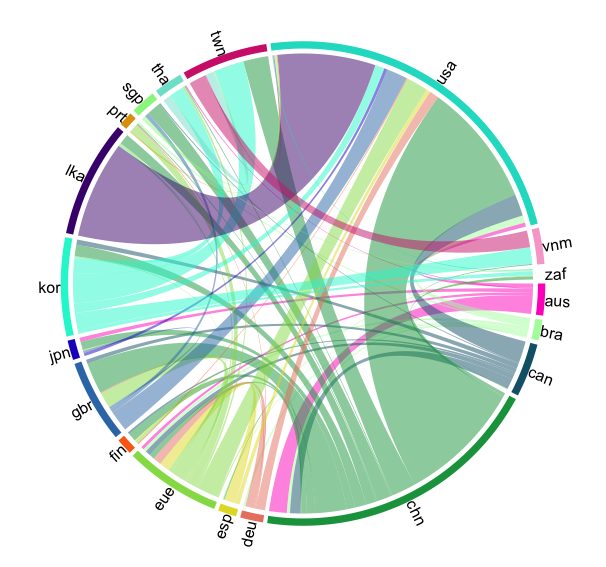 usa
vnm
zaf
aus
bra
can
chn
deu
esp
eue
fin
gbr
jpn
kor
lka
prt
sgp
tha
twn